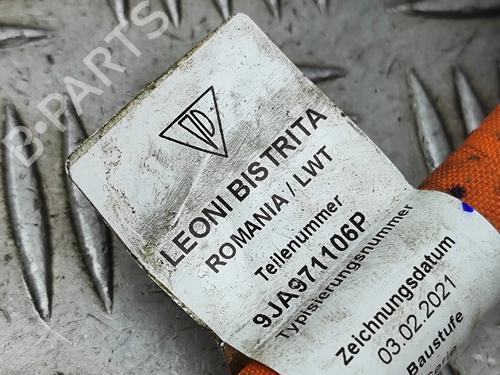 B-PARTS
LEONI BISTRITA
ROMANIA / LWT
Teilenummer
9JA971106P
Typisierungsnummer
Zeichnungsdatum
03.02.2021
Baustufe